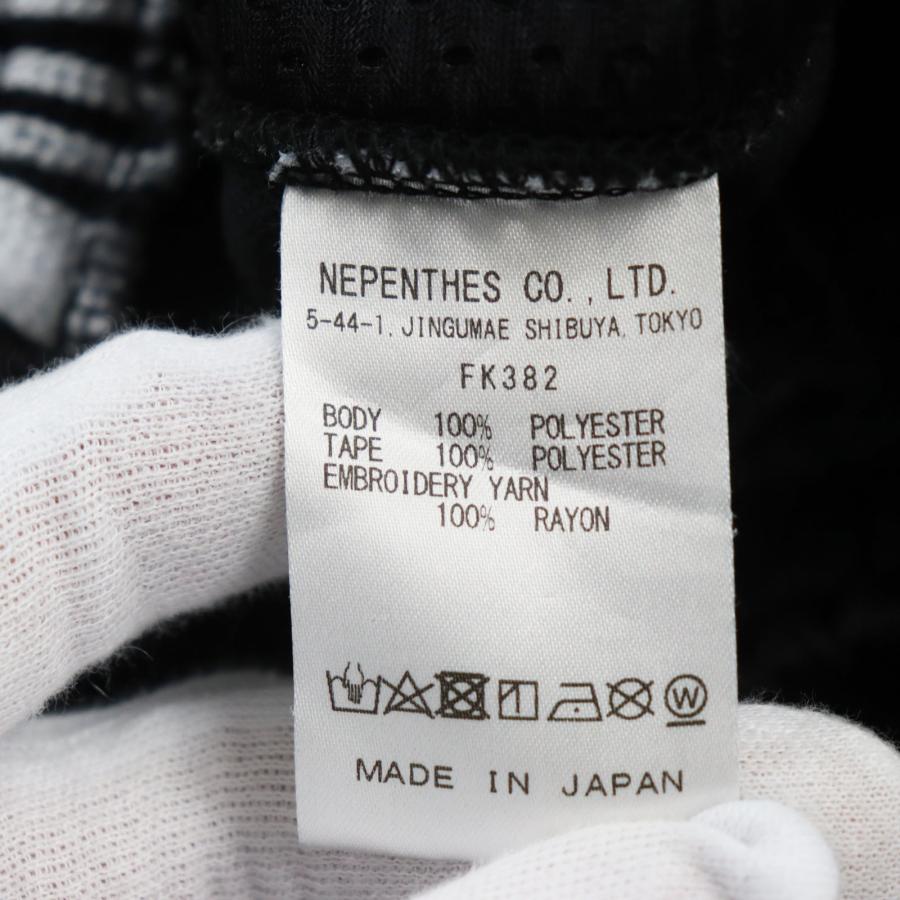 NEPENTHES CO.,LTD.
5-44-1, JINGUMAE SHIBUYA, TOKYO
FK382
BODY 100% POLYESTER
TAPE 100% POLYESTER
EMBROIDERY YARN
100% RAYON
W
MADE IN JAPAN